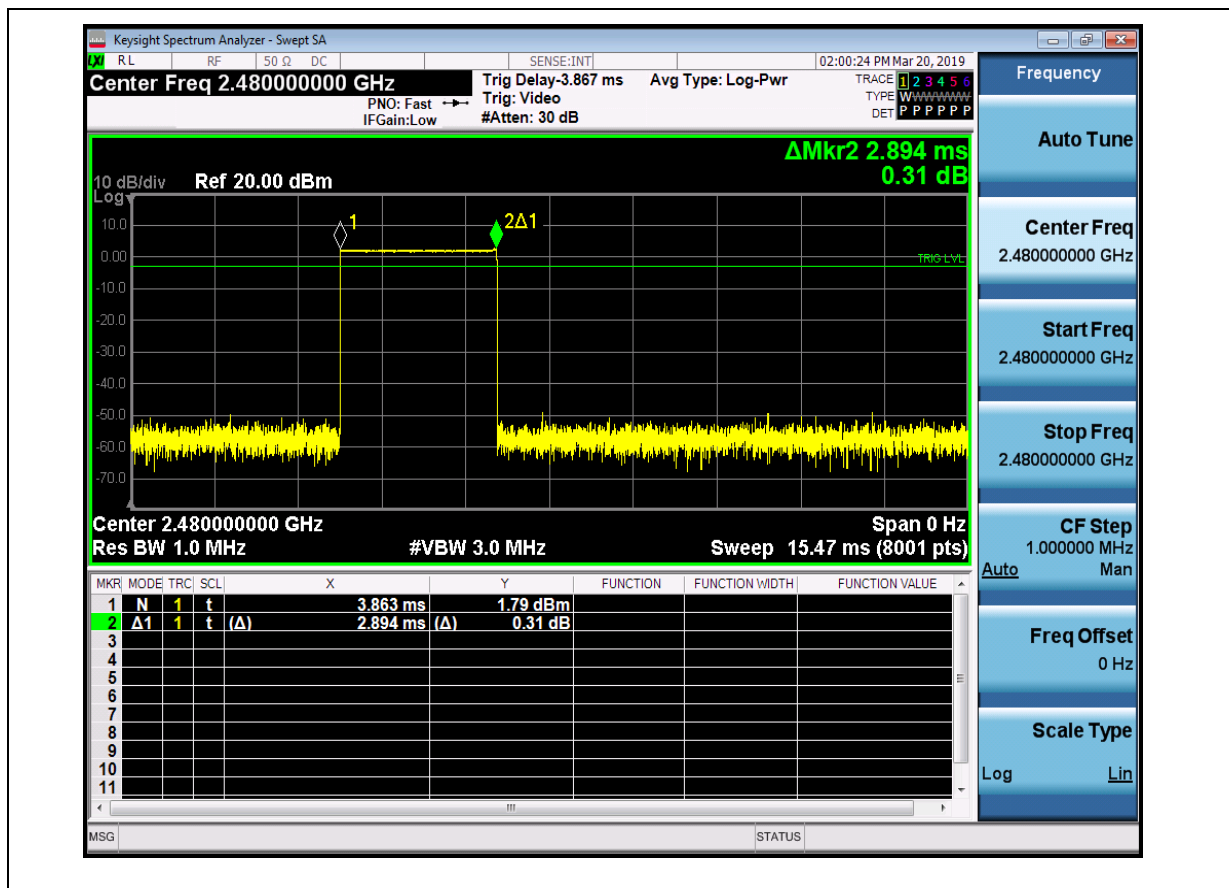 Keysight Spectrum Analyzer - Swept SA
LXI RL RF 50 Ω DC SENSE:INT 02:00:24 PM Mar 20, 2019
Center Freq 2.480000000 GHz
PNO: Fast
IFGain:Low
Trig Delay-3.867 ms
Trig: Video
#Atten: 30 dB
Avg Type: Log-Pwr
TRACE 1 2 3 4 5 6
TYPE WWWWWW
DET P P P P P P
ΔMkr2 2.894 ms
0.31 dB
10 dB/div Ref 20.00 dBm
Log
10.0
0.00
-10.0
-20.0
-30.0
-40.0
-50.0
-60.0
-70.0
1
2Δ1
TRIG LVL
Center 2.480000000 GHz Span 0 Hz
Res BW 1.0 MHz #VBW 3.0 MHz Sweep 15.47 ms (8001 pts)
MKR MODE TRC SCL X Y FUNCTION FUNCTION WIDTH FUNCTION VALUE
1 N 1 t 3.863 ms 1.79 dBm
2 Δ1 1 t (Δ) 2.894 ms (Δ) 0.31 dB
3
4
5
6
7
8
9
10
11
MSG STATUS
Frequency
Auto Tune
Center Freq
2.480000000 GHz
Start Freq
2.480000000 GHz
Stop Freq
2.480000000 GHz
CF Step
1.000000 MHz
Auto Man
Freq Offset
0 Hz
Scale Type
Log Lin